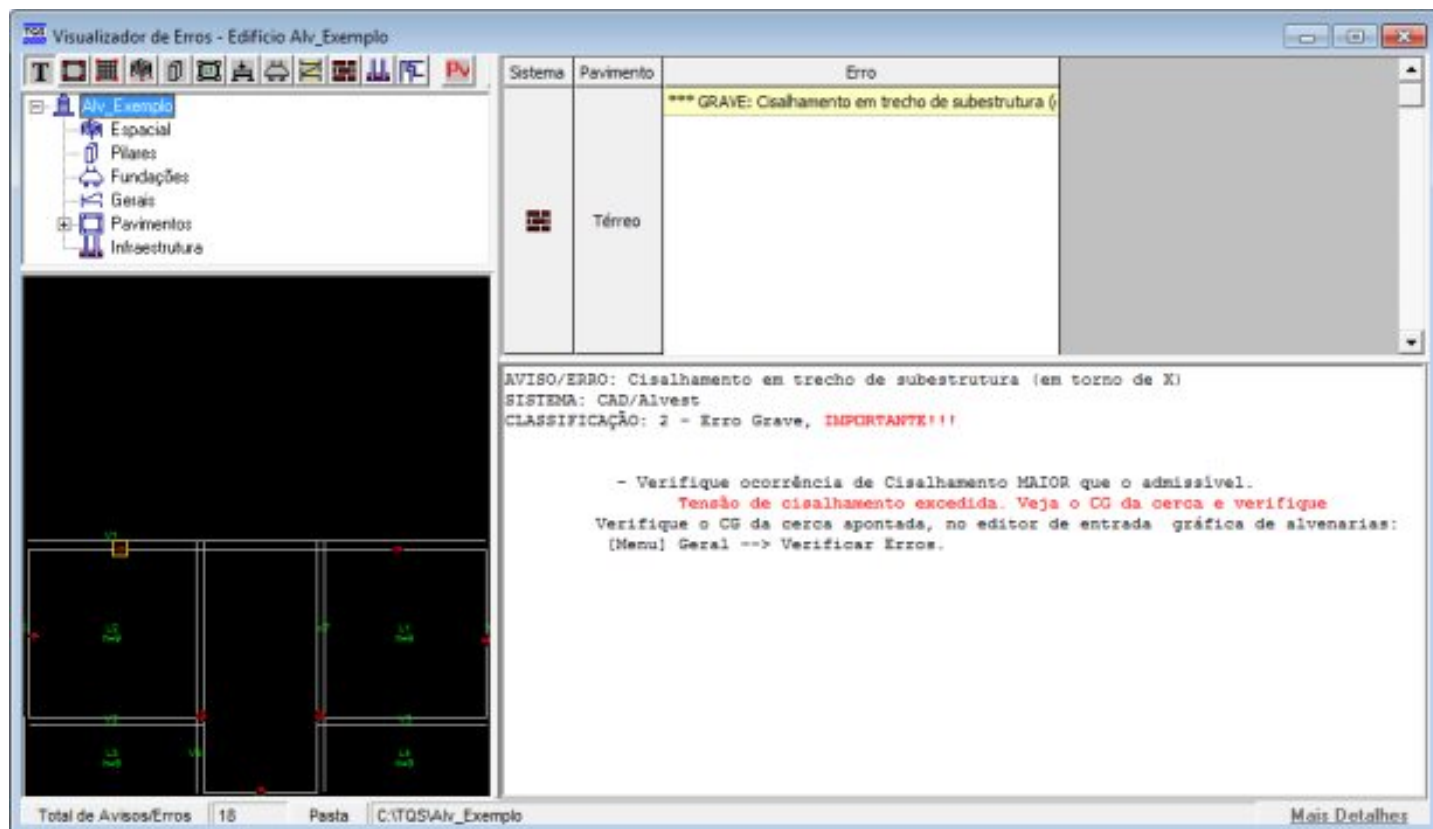 Visualizador de Erros - Edifício Alv_Exemplo
Alv_Exemplo
Espacial
Pilares
Fundações
Gerais
Pavimentos
Infraestrutura
Sistema Pavimento Erro
*** GRAVE: Cisalhamento em trecho de subestrutura (
Térreo
AVISO/ERRO: Cisalhamento em trecho de subestrutura (em torno de X)
SISTEMA: CAD/Alvest
CLASSIFICAÇÃO: 2 - Erro Grave, IMPORTANTE!!!
- Verifique ocorrência de Cisalhamento MAIOR que o admissível.
Tensão de cisalhamento excedida. Veja o CG da cerca e verifique
Verifique o CG da cerca apontada, no editor de entrada gráfica de alvenarias:
[Menu] Geral --> Verificar Erros.
Total de Avisos/Erros 18 Pasta C:\TQS\Alv_Exemplo Mais Detalhes